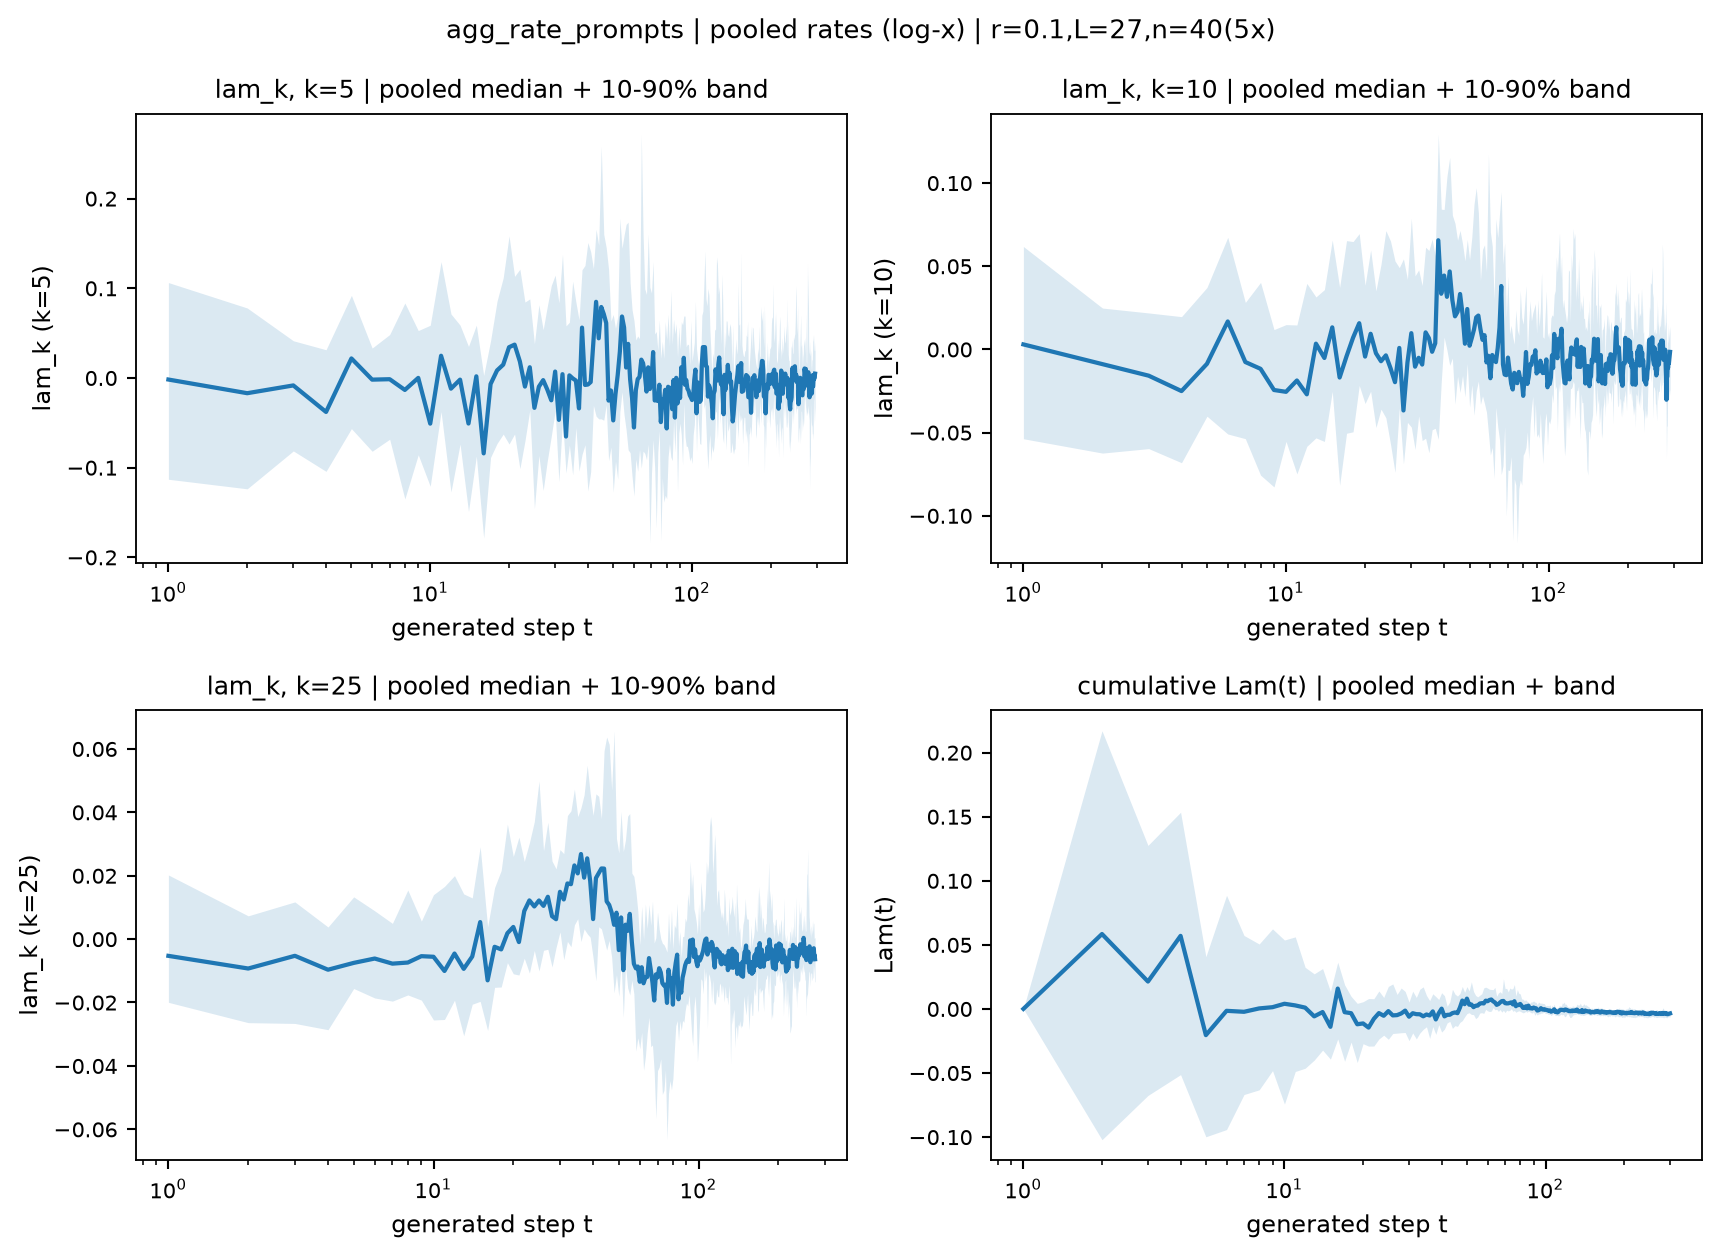 agg_rate_prompts | pooled rates (log-x) | r=0.1,L=27,n=40(5x)
lam_k, k=5 | pooled median + 10-90% band
lam_k (k=5)
0.2
0.1
0.0
−0.1
−0.2
10⁰ 10¹ 10²
generated step t
lam_k, k=10 | pooled median + 10-90% band
lam_k (k=10)
0.10
0.05
0.00
−0.05
−0.10
10⁰ 10¹ 10²
generated step t
lam_k, k=25 | pooled median + 10-90% band
lam_k (k=25)
0.06
0.04
0.02
0.00
−0.02
−0.04
−0.06
10⁰ 10¹ 10²
generated step t
cumulative Lam(t) | pooled median + band
Lam(t)
0.20
0.15
0.10
0.05
0.00
−0.05
−0.10
10⁰ 10¹ 10²
generated step t